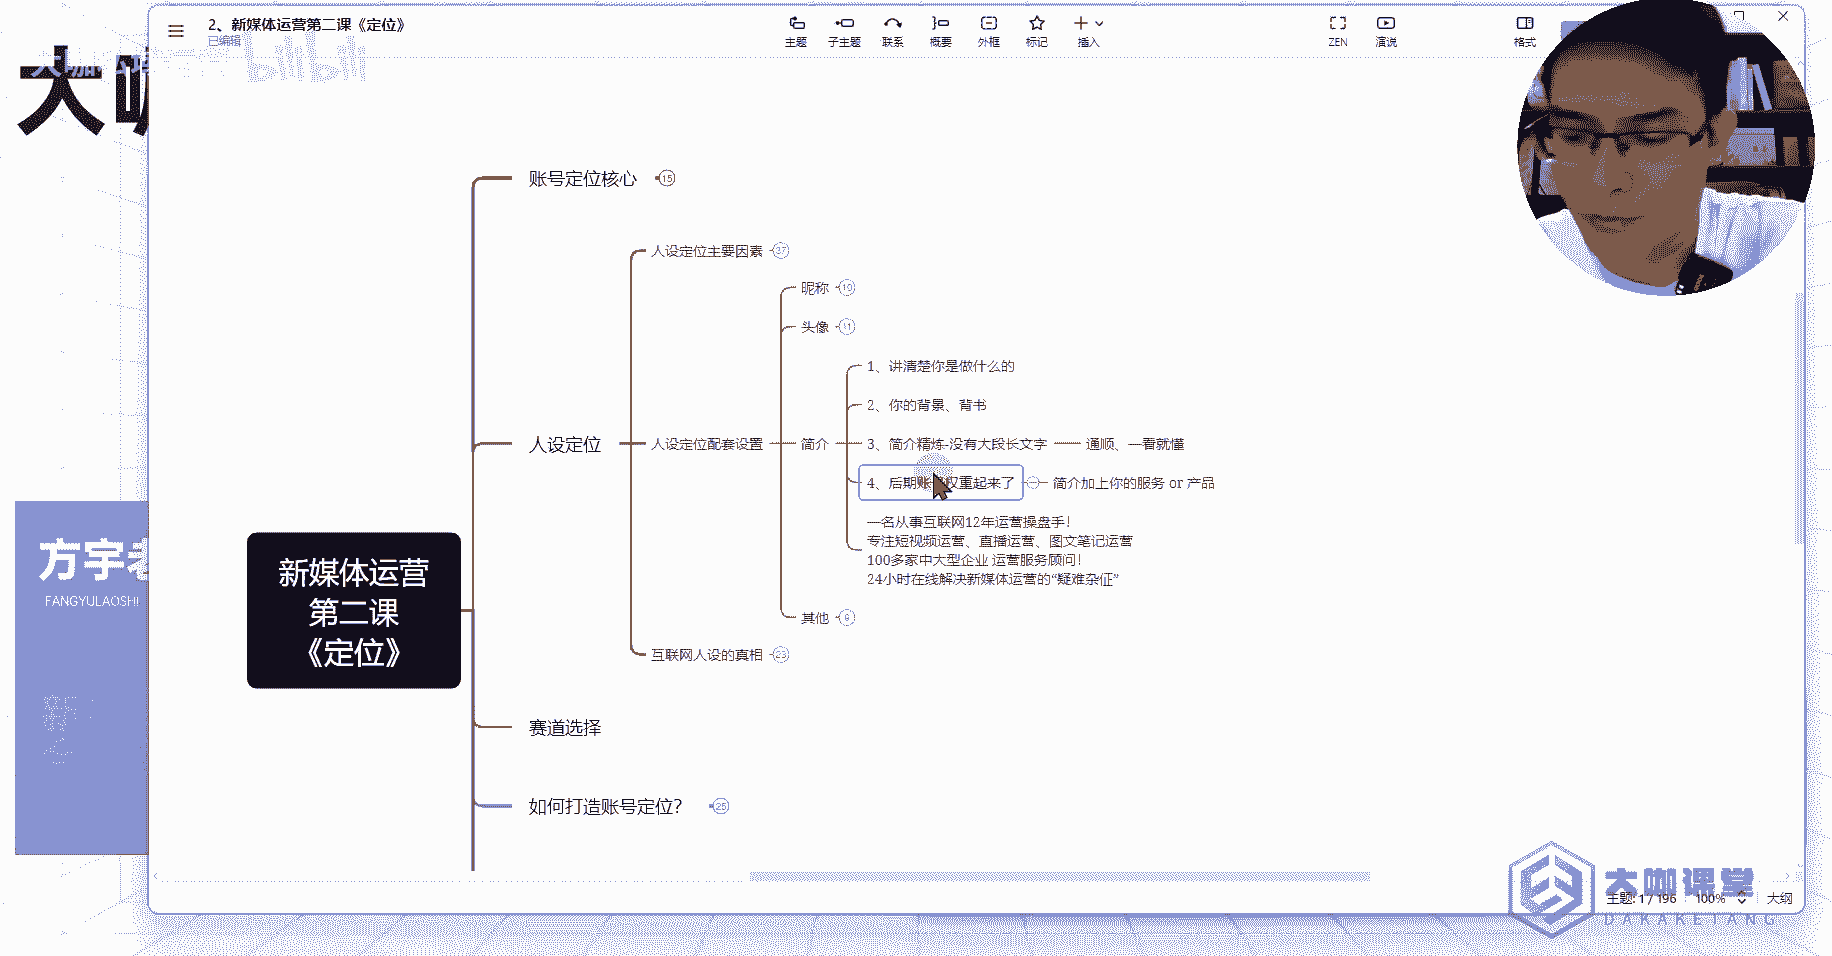 2、新媒体运营第二课《定位》
已编辑
主题
子主题
联系
概要
外框
标记
插入
ZEN
演说
格式
bilibili
账号定位核心
15
人设定位主要因素
37
昵称
10
头像
11
1、讲清楚你是做什么的
2、你的背景、背书
人设定位
人设定位配套设置
简介
3、简介精炼-没有大段长文字
通顺、一看就懂
4、后期账号权重起来了
简介加上你的服务 or 产品
一名从事互联网12年运营操盘手！
专注短视频运营、直播运营、图文笔记运营
100多家中大型企业 运营服务顾问！
24小时在线解决新媒体运营的“疑难杂症”
其他
互联网人设的真相
23
新媒体运营
第二课
《定位》
方宇老
FANGYULAOSHI
赛道选择
如何打造账号定位？
25
大咖课堂
DAKAKETANG
主题: 1 / 196
100%
大纲